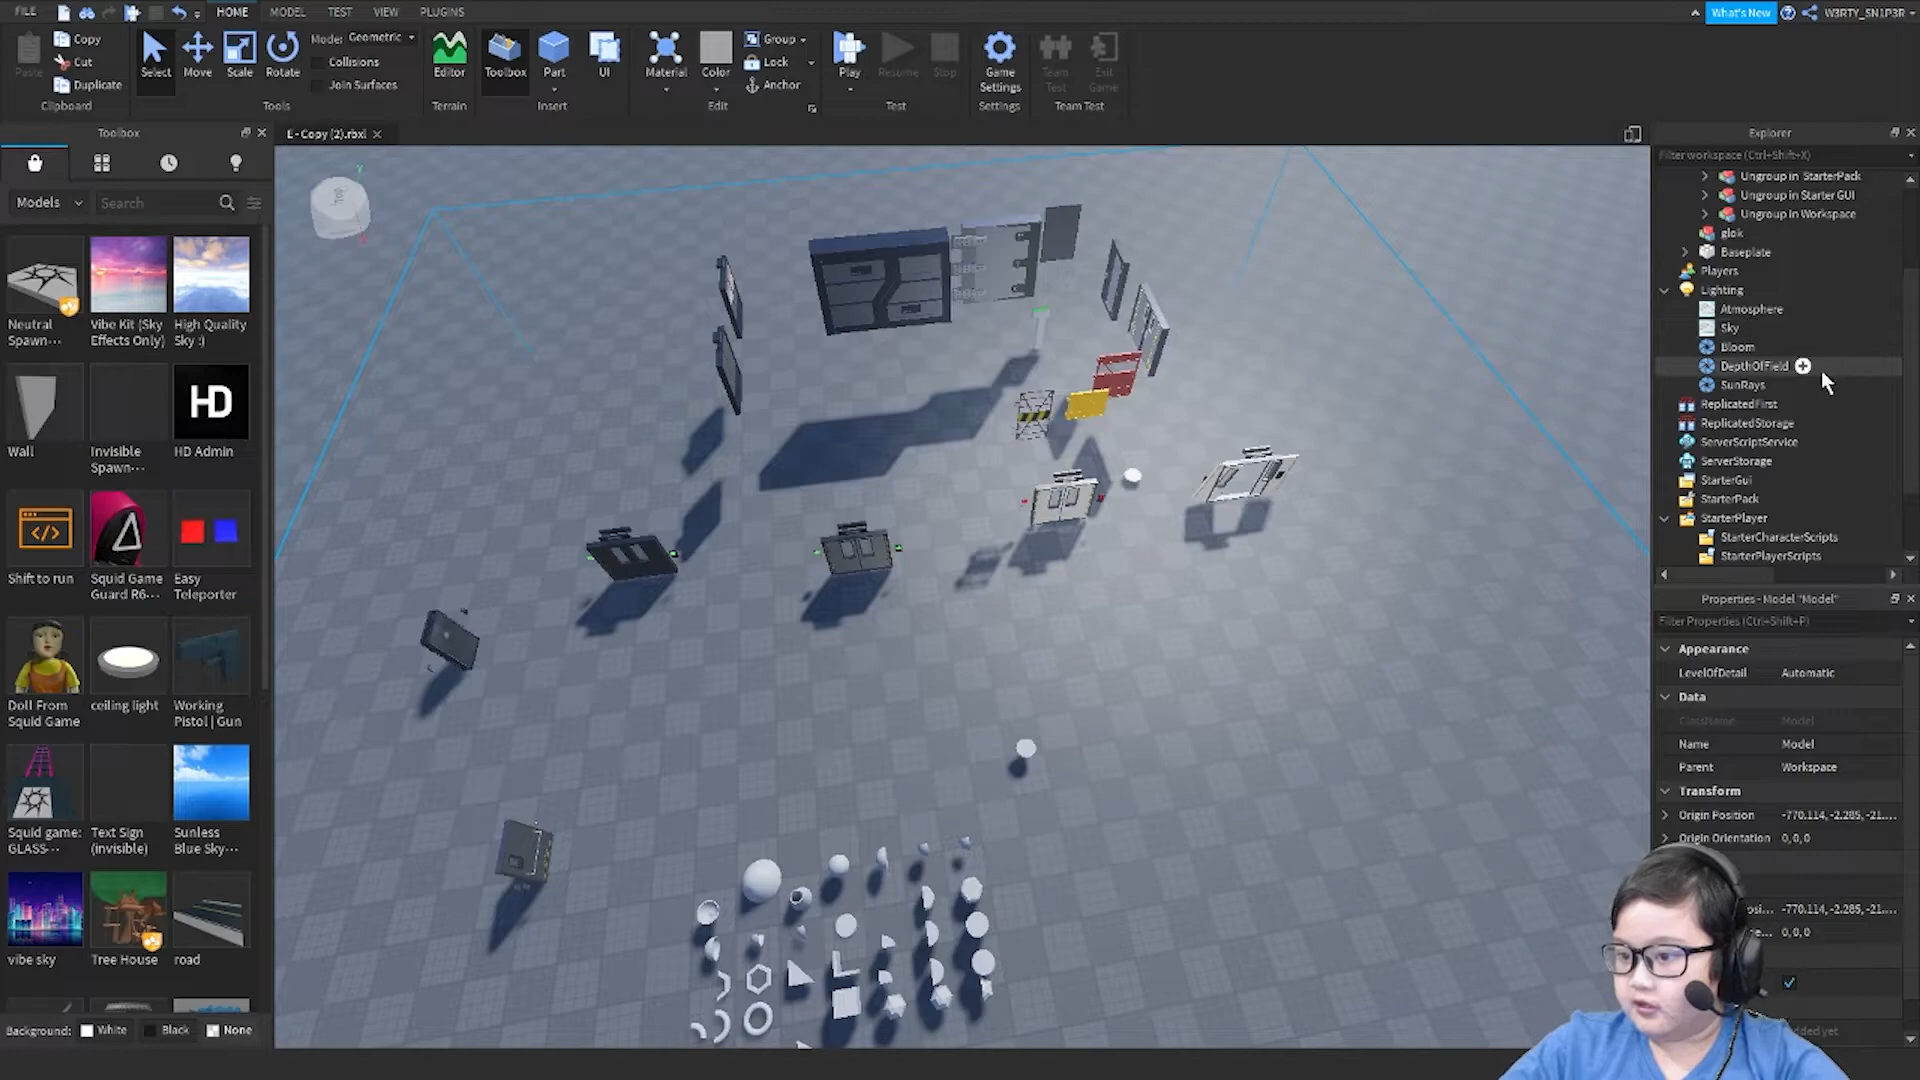 FILE HOME MODEL TEST VIEW PLUGINS What's New W3RTY_SN1P3R
Paste Copy Cut Duplicate Clipboard
Select Move Scale Rotate Mode: Geometric Collisions Join Surfaces Tools
Editor Terrain
Toolbox Part UI Insert
Material Color Group Lock Anchor Edit
Play Resume Stop Test
Game Settings Settings
Team Test Exit Game Team Test
Toolbox
E - Copy (2).rbxl
Explorer
Models Search
Neutral Spawn...
Vibe Kit (Sky Effects Only)
High Quality Sky :)
Wall
Invisible Spawn...
HD
HD Admin
Shift to run
Squid Game Guard R6...
Easy Teleporter
Doll From Squid Game
ceiling light
Working Pistol | Gun
Squid game: GLASS...
Text Sign (invisible)
Sunless Blue Sky...
vibe sky
Tree House
road
Background: White Black None
TOP
Filter workspace (Ctrl+Shift+X)
Ungroup in StarterPack
Ungroup in Starter GUI
Ungroup in Workspace
glok
Baseplate
Players
Lighting
Atmosphere
Sky
Bloom
DepthOfField
SunRays
ReplicatedFirst
ReplicatedStorage
ServerScriptService
ServerStorage
StarterGui
StarterPack
StarterPlayer
StarterCharacterScripts
StarterPlayerScripts
Properties - Model "Model"
Filter Properties (Ctrl+Shift+P)
Appearance
LevelOfDetail Automatic
Data
ClassName Model
Name Model
Parent Workspace
Transform
Origin Position -770.114, -2.285, -21....
Origin Orientation 0, 0, 0
-770.114, -2.285, -21....
0, 0, 0